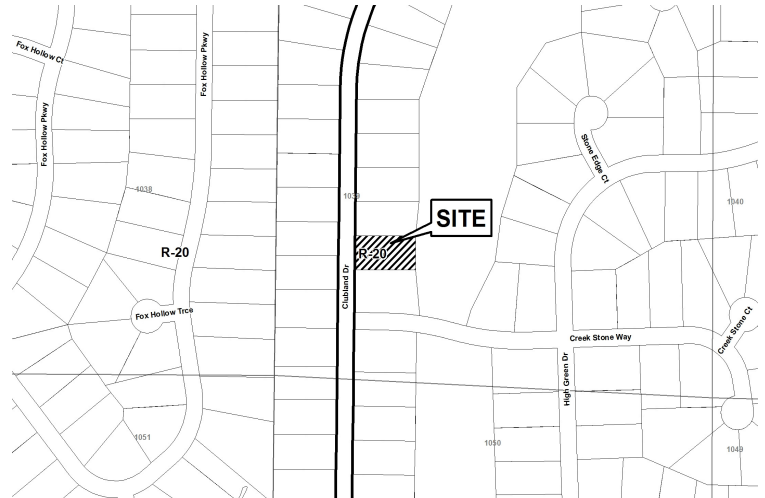 Fox Hollow Ct
Fox Hollow Pkwy
Fox Hollow Pkwy
Stone Edge Ct
1038
1039
1040
SITE
R-20
R-20
Clubland Dr
Fox Hollow Trce
Creek Stone Way
Creek Stone Ct
High Green Dr
1051
1050
1049